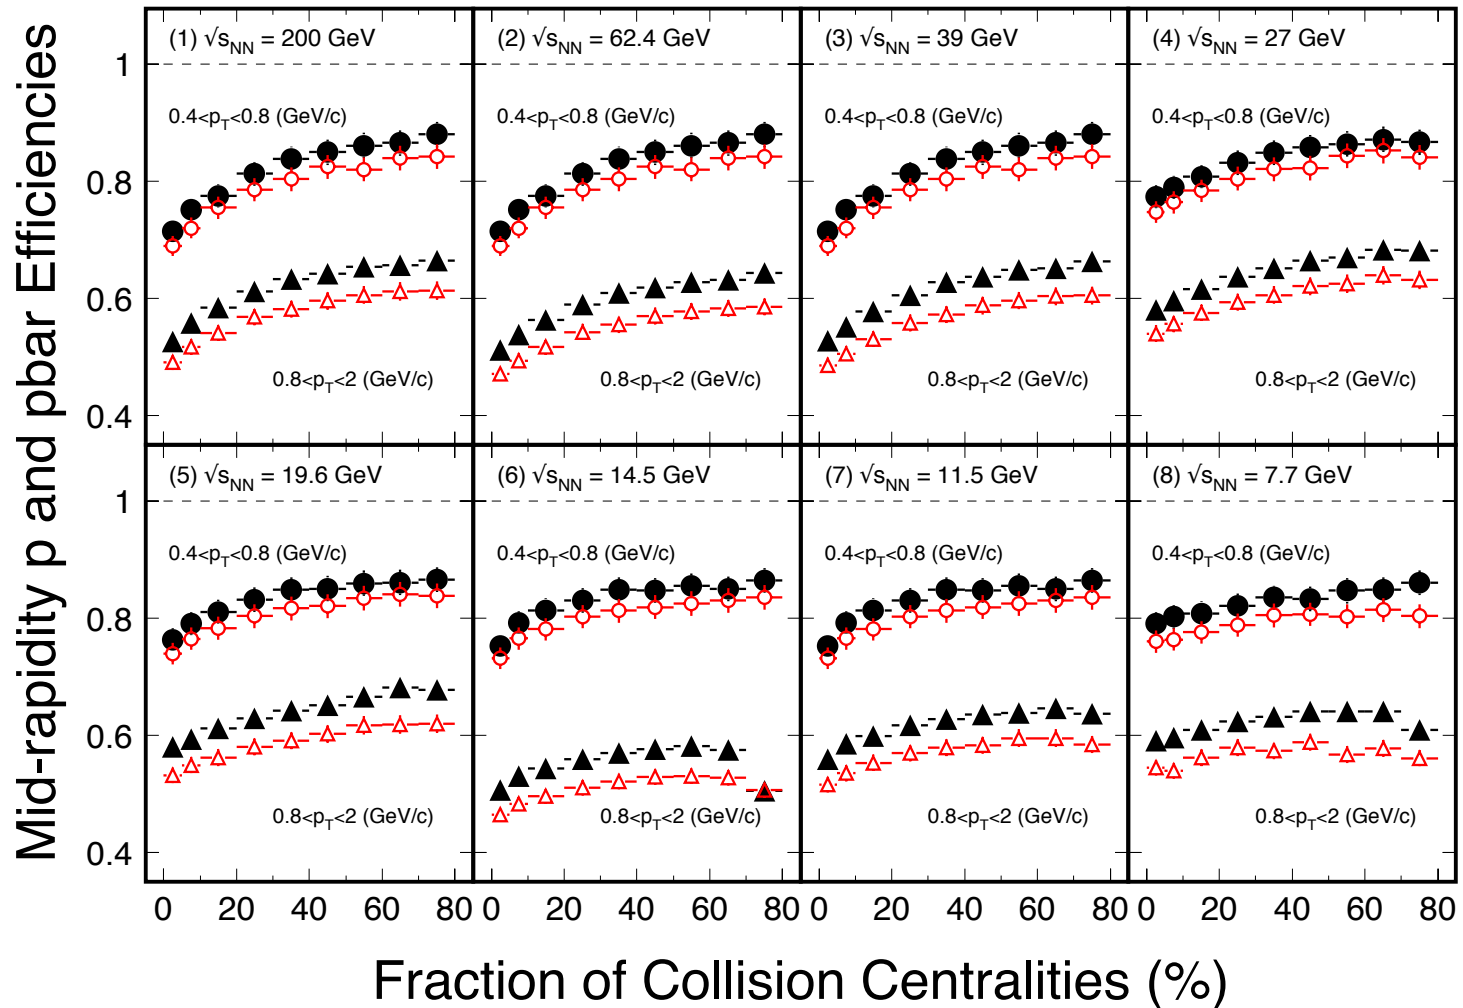 Mid-rapidity p and pbar Efficiencies
(1) √sNN = 200 GeV
(2) √sNN = 62.4 GeV
(3) √sNN = 39 GeV
(4) √sNN = 27 GeV
1
0.4<pT<0.8 (GeV/c)
0.4<pT<0.8 (GeV/c)
0.4<pT<0.8 (GeV/c)
0.4<pT<0.8 (GeV/c)
0.8
0.6
0.8<pT<2 (GeV/c)
0.8<pT<2 (GeV/c)
0.8<pT<2 (GeV/c)
0.8<pT<2 (GeV/c)
0.4
(5) √sNN = 19.6 GeV
(6) √sNN = 14.5 GeV
(7) √sNN = 11.5 GeV
(8) √sNN = 7.7 GeV
1
0.4<pT<0.8 (GeV/c)
0.4<pT<0.8 (GeV/c)
0.4<pT<0.8 (GeV/c)
0.4<pT<0.8 (GeV/c)
0.8
0.6
0.8<pT<2 (GeV/c)
0.8<pT<2 (GeV/c)
0.8<pT<2 (GeV/c)
0.8<pT<2 (GeV/c)
0.4
0 20 40 60 80 0 20 40 60 80 0 20 40 60 80 0 20 40 60 80
Fraction of Collision Centralities (%)